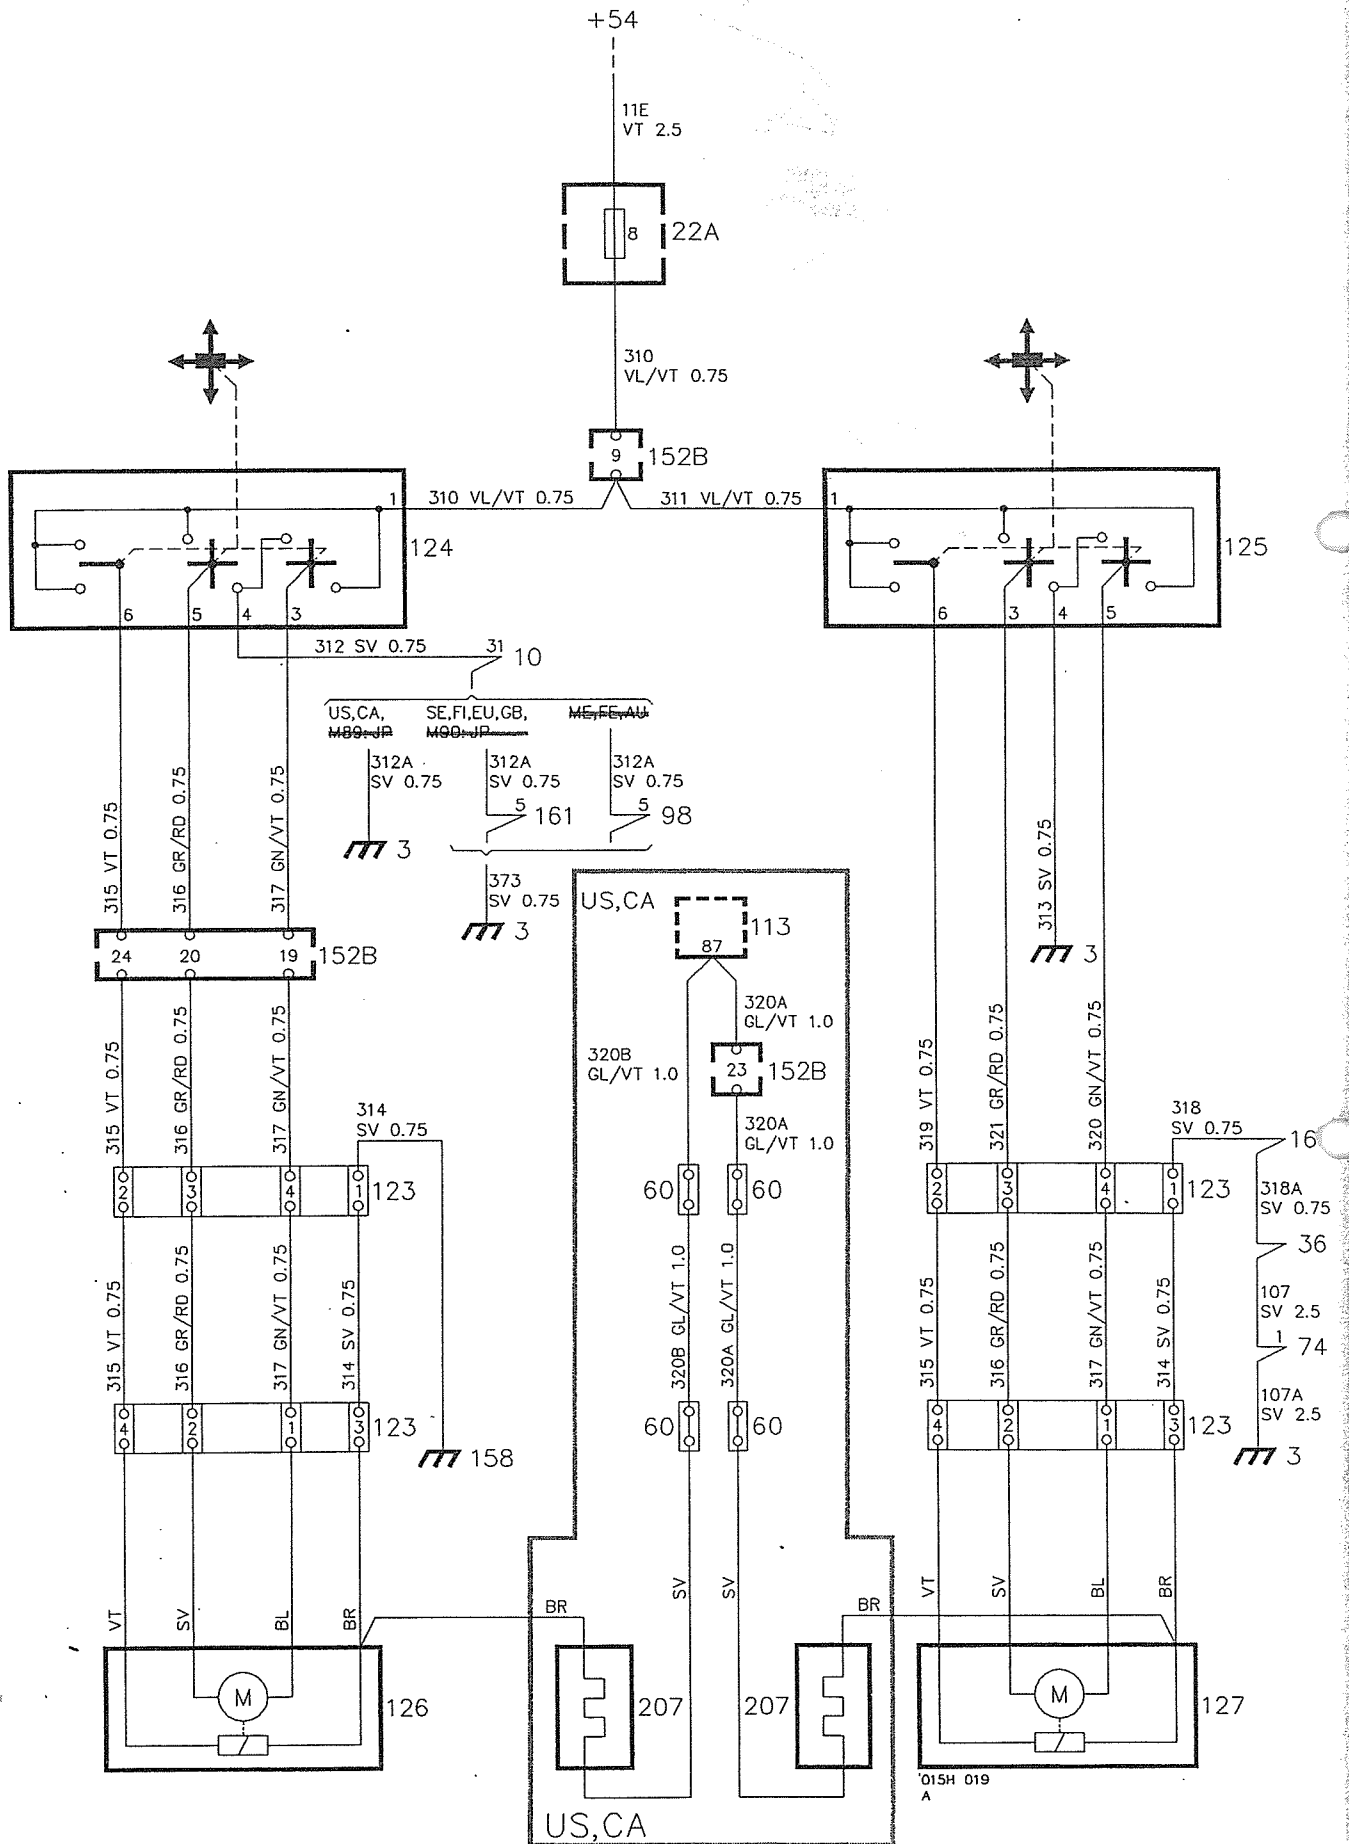 +54
11E
VT 2.5
8
22A
310
VL/VT 0.75
9
152B
1
310 VL/VT 0.75
311 VL/VT 0.75
1
124
125
6
5
4
3
6
3
4
5
312 SV 0.75
31
10
US,CA,
M89:JP
SE,FI,EU,GB,
M90:JP
ME,FE,AU
312A
SV 0.75
312A
SV 0.75
312A
SV 0.75
5
161
5
98
3
373
SV 0.75
3
315 VT 0.75
316 GR/RD 0.75
317 GN/VT 0.75
313 SV 0.75
3
24
20
19
152B
US,CA
113
87
320A
GL/VT 1.0
320B
GL/VT 1.0
23
152B
320A
GL/VT 1.0
315 VT 0.75
316 GR/RD 0.75
317 GN/VT 0.75
314
SV 0.75
319 VT 0.75
321 GR/RD 0.75
320 GN/VT 0.75
318
SV 0.75
16
2
3
4
1
123
60
60
2
3
4
1
123
318A
SV 0.75
36
315 VT 0.75
316 GR/RD 0.75
317 GN/VT 0.75
314 SV 0.75
320B GL/VT 1.0
320A GL/VT 1.0
315 VT 0.75
316 GR/RD 0.75
317 GN/VT 0.75
314 SV 0.75
107
SV 2.5
1
74
107A
SV 2.5
3
4
2
1
3
123
158
60
60
4
2
1
3
123
VT
SV
BL
BR
BR
SV
SV
BR
VT
SV
BL
BR
M
126
207
207
M
127
015H 019
A
US,CA